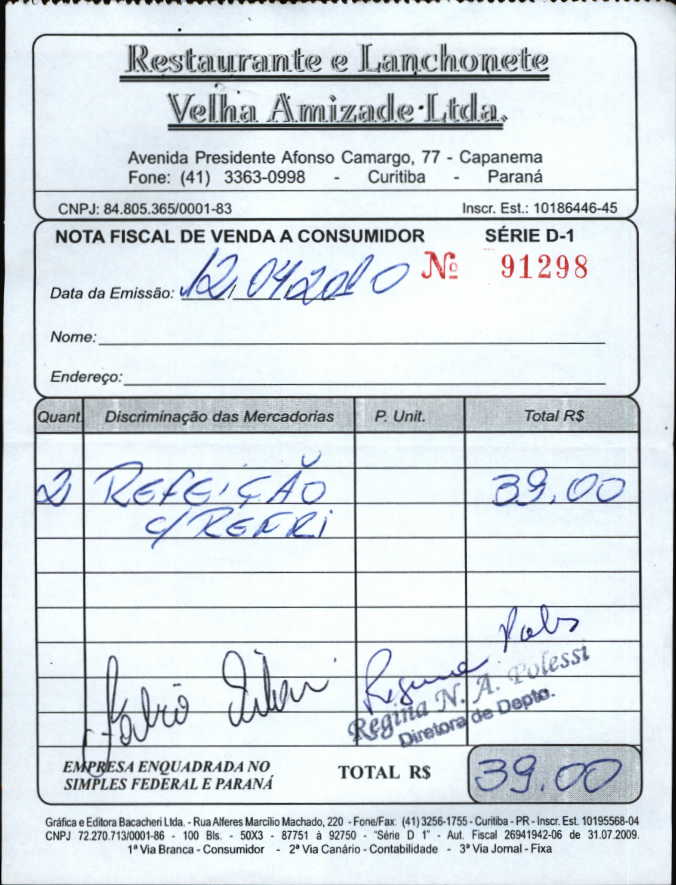 Restaurante e Lanchonete
Velha Amizade Ltda.
Avenida Presidente Afonso Camargo, 77 - Capanema
Fone: (41) 3363-0998 - Curitiba - Paraná
CNPJ: 84.805.365/0001-83 Inscr. Est.: 10186446-45
NOTA FISCAL DE VENDA A CONSUMIDOR SÉRIE D-1
Nº 91298
Data da Emissão: 12/04/2010
Nome:
Endereço:
Quant. Discriminação das Mercadorias P. Unit. Total R$
2 REFEIÇÃO 39,00
C/REFRI
Regina N. A. Polessi
Diretora de Depto.
EMPRESA ENQUADRADA NO
SIMPLES FEDERAL E PARANÁ
TOTAL R$ 39,00
Gráfica e Editora Bacacheri Ltda. - Rua Alferes Marcílio Machado, 220 - Fone/Fax: (41) 3256-1755 - Curitiba - PR - Inscr. Est. 10195568-04
CNPJ 72.270.713/0001-86 - 100 Bls. - 50X3 - 87751 à 92750 - "Série D 1" - Aut. Fiscal 26941942-06 de 31.07.2009.
1ª Via Branca - Consumidor - 2ª Via Canário - Contabilidade - 3ª Via Jornal - Fixa